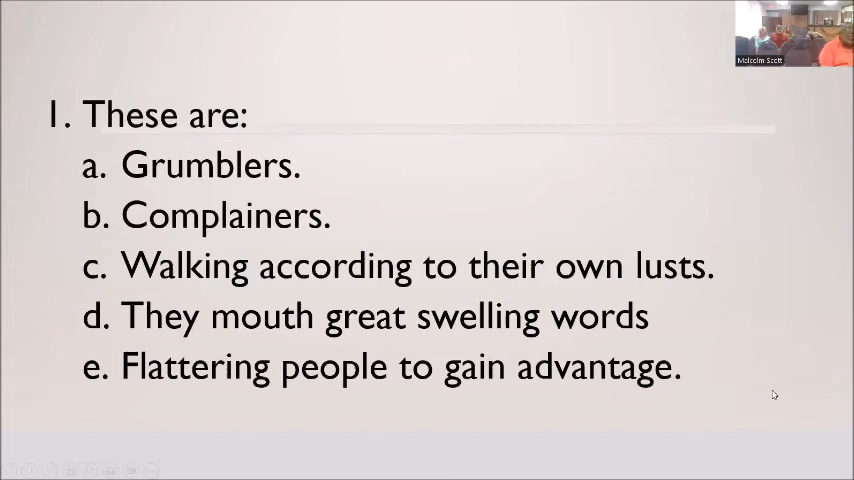 Malcolm Scott
1. These are:
a. Grumblers.
b. Complainers.
c. Walking according to their own lusts.
d. They mouth great swelling words
e. Flattering people to gain advantage.